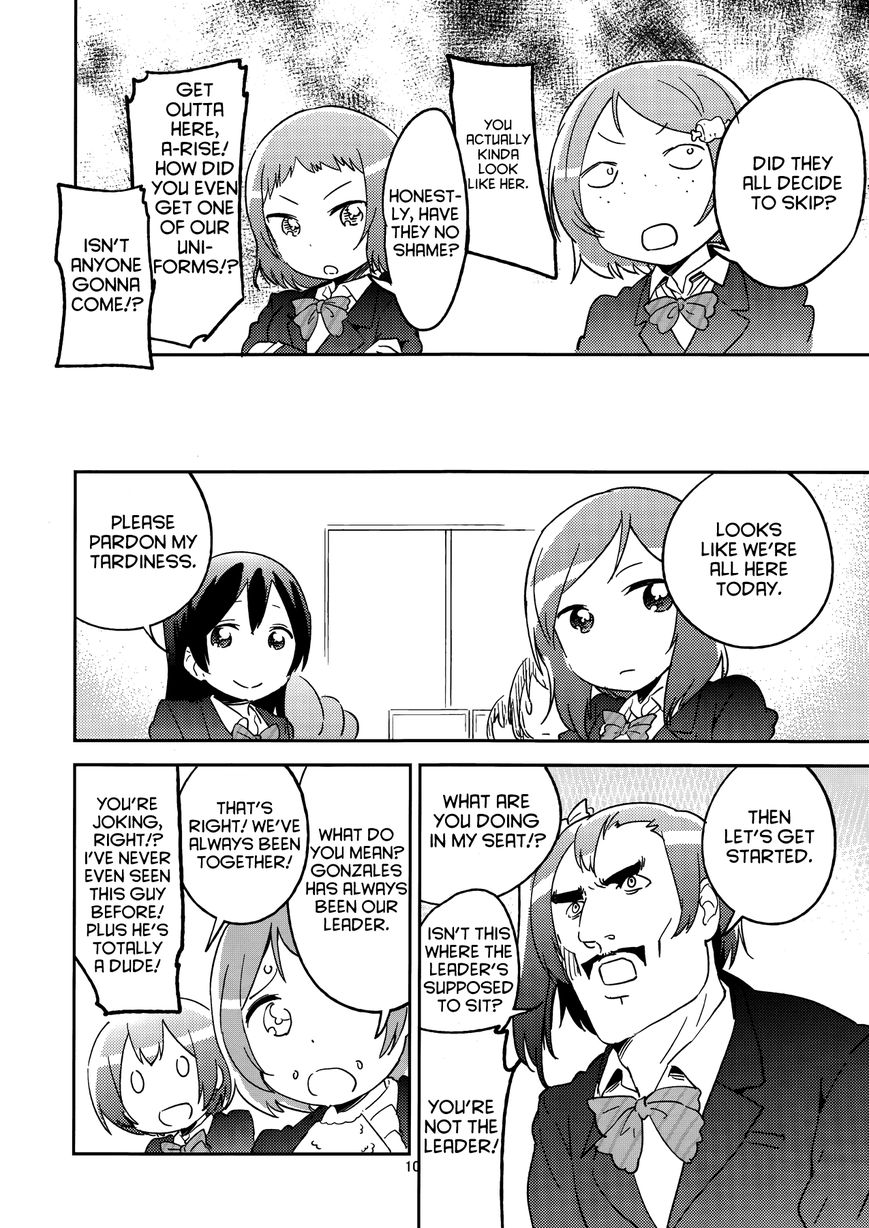 DID THEY
ALL DECIDE
TO SKIP?
YOU
ACTUALLY
KINDA
LOOK
LIKE HER.
HONEST-
LY, HAVE
THEY NO
SHAME?
GET
OUTTA
HERE,
A-RISE!
HOW DID
YOU EVEN
GET ONE
OF OUR
UNI-
FORMS!?
ISN'T
ANYONE
GONNA
COME!?
LOOKS
LIKE WE'RE
ALL HERE
TODAY.
PLEASE
PARDON MY
TARDINESS.
THEN
LET'S GET
STARTED.
WHAT ARE
YOU DOING
IN MY SEAT!?
ISN'T THIS
WHERE THE
LEADER'S
SUPPOSED
TO SIT?
YOU'RE
NOT THE
LEADER!
WHAT DO
YOU MEAN?
GONZALES
HAS ALWAYS
BEEN OUR
LEADER.
THAT'S
RIGHT! WE'VE
ALWAYS BEEN
TOGETHER!
YOU'RE
JOKING,
RIGHT!?
I'VE NEVER
EVEN SEEN
THIS GUY
BEFORE!
PLUS HE'S
TOTALLY
A DUDE!
10